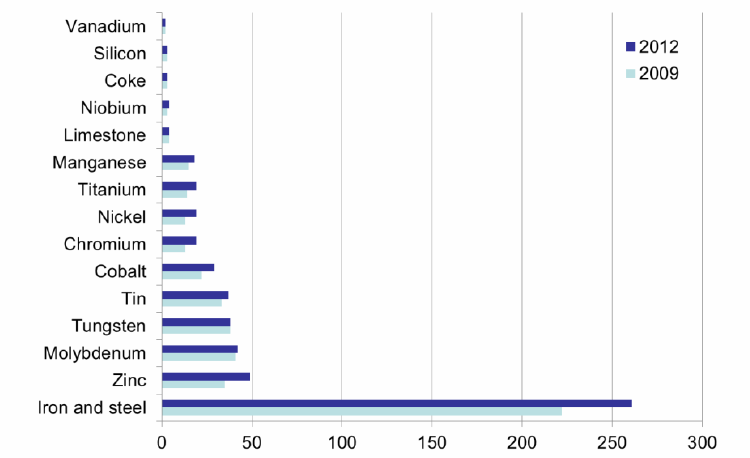 Vanadium
Silicon
Coke
Niobium
Limestone
Manganese
Titanium
Nickel
Chromium
Cobalt
Tin
Tungsten
Molybdenum
Zinc
Iron and steel
2012
2009
0 50 100 150 200 250 300